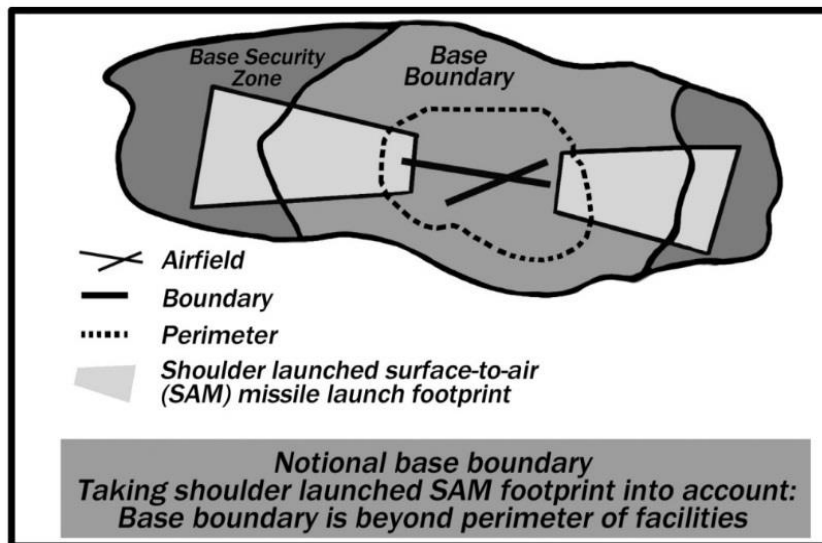 Base Security
Zone
Base
Boundary
Airfield
Boundary
Perimeter
Shoulder launched surface-to-air
(SAM) missile launch footprint
Notional base boundary
Taking shoulder launched SAM footprint into account:
Base boundary is beyond perimeter of facilities